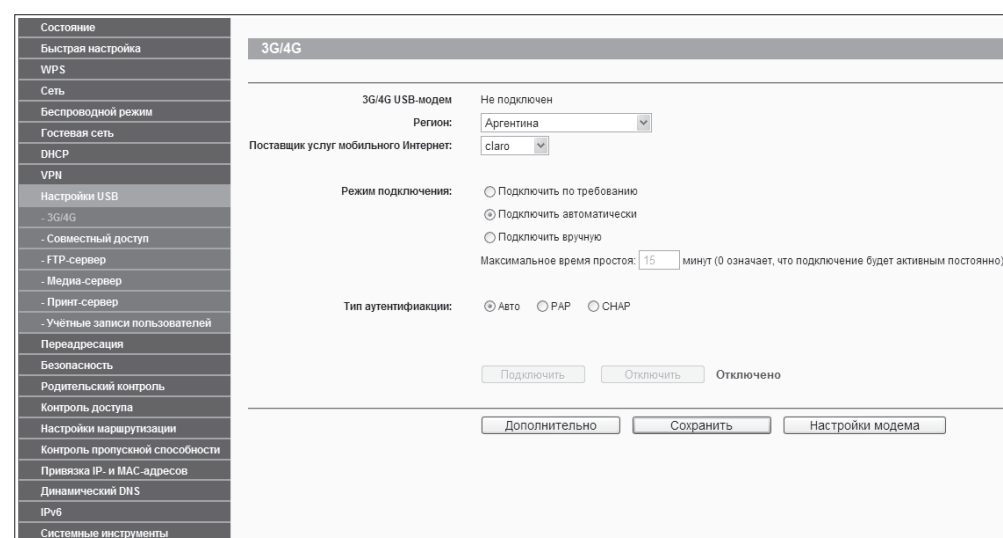 Состояние
Быстрая настройка
WPS
Сеть
Беспроводной режим
Гостевая сеть
DHCP
VPN
Настройки USB
- 3G/4G
- Совместный доступ
- FTP-сервер
- Медиа-сервер
- Принт-сервер
- Учётные записи пользователей
Переадресация
Безопасность
Родительский контроль
Контроль доступа
Настройки маршрутизации
Контроль пропускной способности
Привязка IP- и MAC-адресов
Динамический DNS
IPv6
Системные инструменты
3G/4G
3G/4G USB-модем Не подключен
Регион: Аргентина
Поставщик услуг мобильного Интернет: claro
Режим подключения: Подключить по требованию
Подключить автоматически
Подключить вручную
Максимальное время простоя: 15 минут (0 означает, что подключение будет активным постоянно)
Тип аутентифиакции: Авто PAP CHAP
Подключить Отключить Отключено
Дополнительно Сохранить Настройки модема